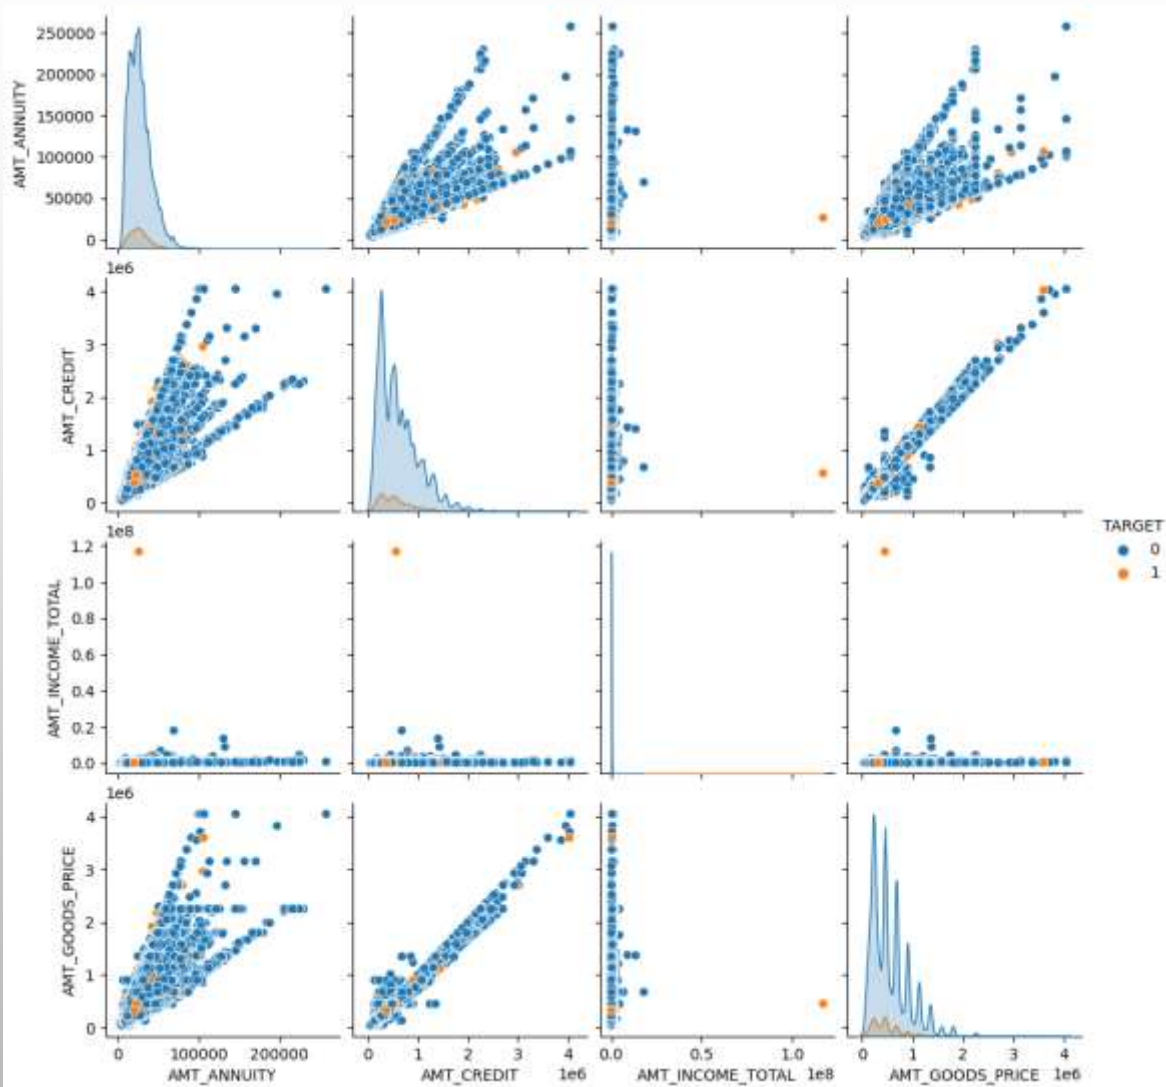 250000
200000
150000
100000
50000
0
AMT_ANNUITY
1e6
4
3
2
1
0
AMT_CREDIT
1e8
1.2
1.0
0.8
0.6
0.4
0.2
0.0
AMT_INCOME_TOTAL
TARGET
0
1
1e6
4
3
2
1
0
AMT_GOODS_PRICE
0 100000 200000
AMT_ANNUITY
0 1 2 3 4
1e6
AMT_CREDIT
0.0 0.5 1.0
1e8
AMT_INCOME_TOTAL
0 1 2 3 4
1e6
AMT_GOODS_PRICE